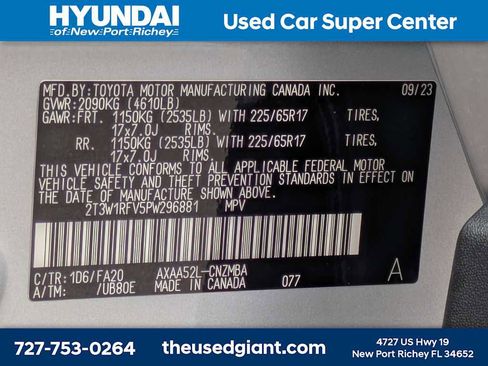 HYUNDAI
of New Port Richey
Used Car Super Center
MFD.BY:TOYOTA MOTOR MANUFACTURING CANADA INC. 09/23
GVWR:2090KG (4610LB)
GAWR:FRT. 1150KG (2535LB) WITH 225/65R17 TIRES,
17x7.0J RIMS.
RR. 1150KG (2535LB) WITH 225/65R17 TIRES,
17x7.0J RIMS.
THIS VEHICLE CONFORMS TO ALL APPLICABLE FEDERAL MOTOR
VEHICLE SAFETY AND THEFT PREVENTION STANDARDS IN EFFECT ON
THE DATE OF MANUFACTURE SHOWN ABOVE.
2T3W1RFV5PW296881 MPV
C/TR:1D6/FA20 AXAA52L-CNZMBA
A/TM: /UB80E MADE IN CANADA 077
A
727-753-0264
theusedgiant.com
4727 US Hwy 19
New Port Richey FL 34652